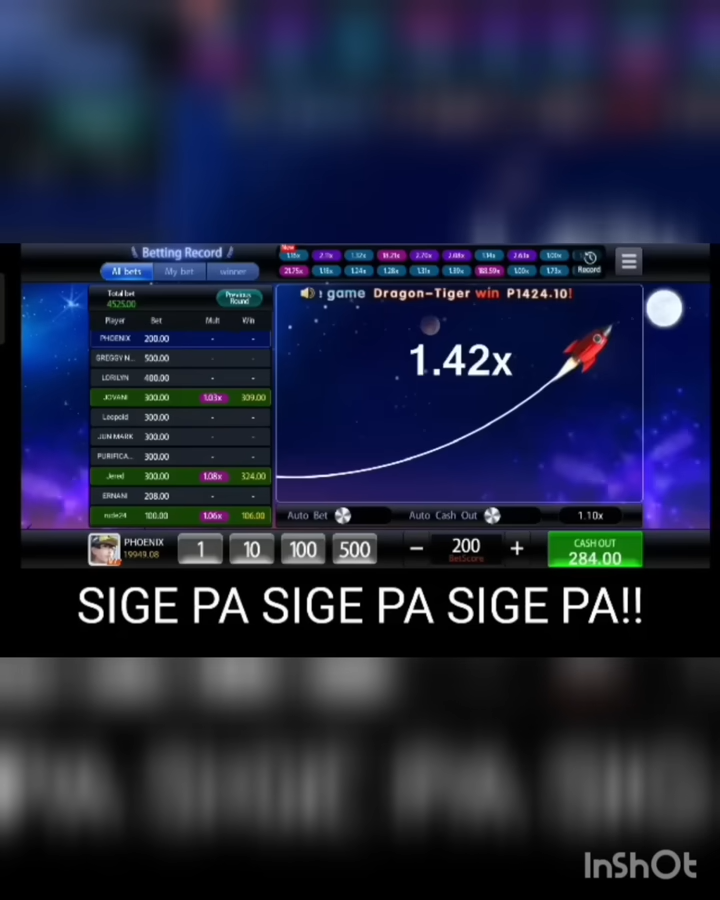 Betting Record
All bets My bet winner
Record
Total bet
4525.00
Previous
Round
Player Bet Mult Win
PHOENIX 200.00 - -
GREGGY N... 500.00 - -
LORILYN 400.00 - -
JOVANI 300.00 1.03x 309.00
Leopold 300.00 - -
JUN MARK 300.00 - -
PURIFICA... 300.00 - -
Jered 300.00 1.08x 324.00
ERNANI 208.00 - -
rude24 100.00 1.06x 106.00
: game Dragon-Tiger win P1424.10!
1.42x
Auto Bet Auto Cash Out 1.10x
PHOENIX
19949.08
1 10 100 500 − 200 +
BetScore
CASH OUT
284.00
SIGE PA SIGE PA SIGE PA!!
InShOt